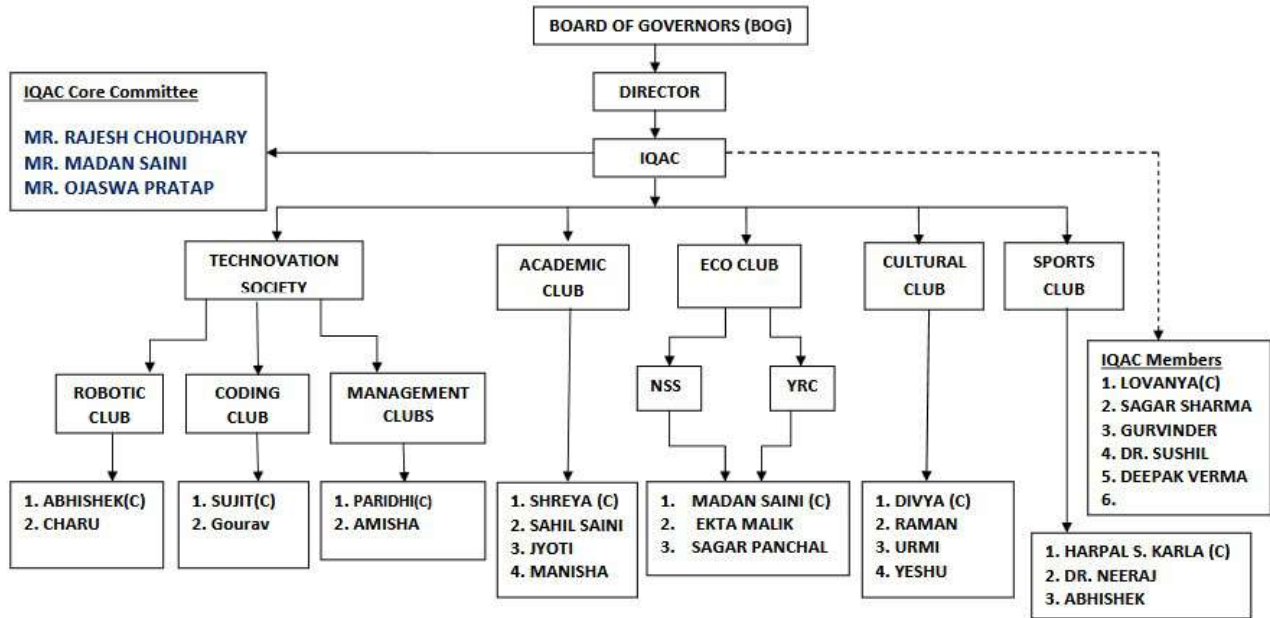 BOARD OF GOVERNORS (BOG)
DIRECTOR
IQAC
IQAC Core Committee
MR. RAJESH CHOUDHARY
MR. MADAN SAINI
MR. OJASWA PRATAP
TECHNOVATION
SOCIETY
ACADEMIC
CLUB
ECO CLUB
CULTURAL
CLUB
SPORTS
CLUB
ROBOTIC
CLUB
CODING
CLUB
MANAGEMENT
CLUBS
NSS
YRC
IQAC Members
1. LOVANYA(C)
2. SAGAR SHARMA
3. GURVINDER
4. DR. SUSHIL
5. DEEPAK VERMA
6.
1. ABHISHEK(C)
2. CHARU
1. SUJIT(C)
2. Gourav
1. PARIDHI(C)
2. AMISHA
1. SHREYA (C)
2. SAHIL SAINI
3. JYOTI
4. MANISHA
1. MADAN SAINI (C)
2. EKTA MALIK
3. SAGAR PANCHAL
1. DIVYA (C)
2. RAMAN
3. URMI
4. YESHU
1. HARPAL S. KARLA (C)
2. DR. NEERAJ
3. ABHISHEK